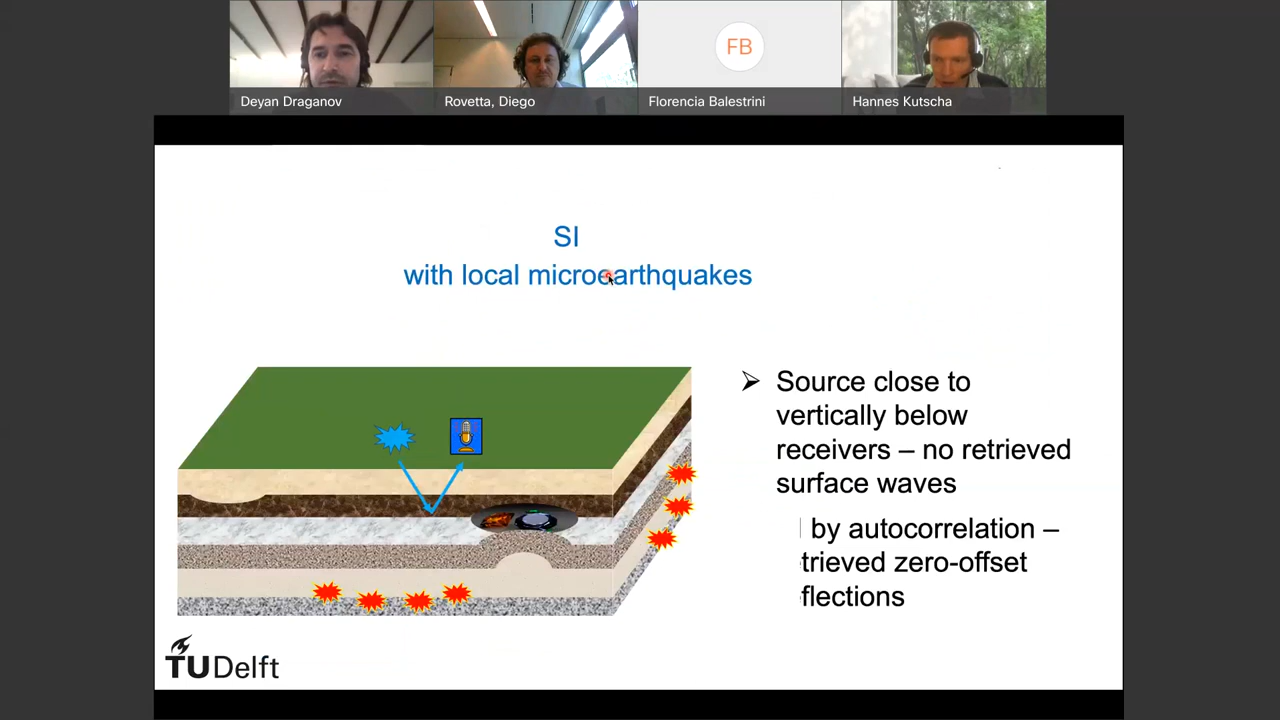 Deyan Draganov
Rovetta, Diego
FB
Florencia Balestrini
Hannes Kutscha
SI
with local microearthquakes
➢ Source close to
vertically below
receivers – no retrieved
surface waves
by autocorrelation –
trieved zero-offset
flections
TUDelft